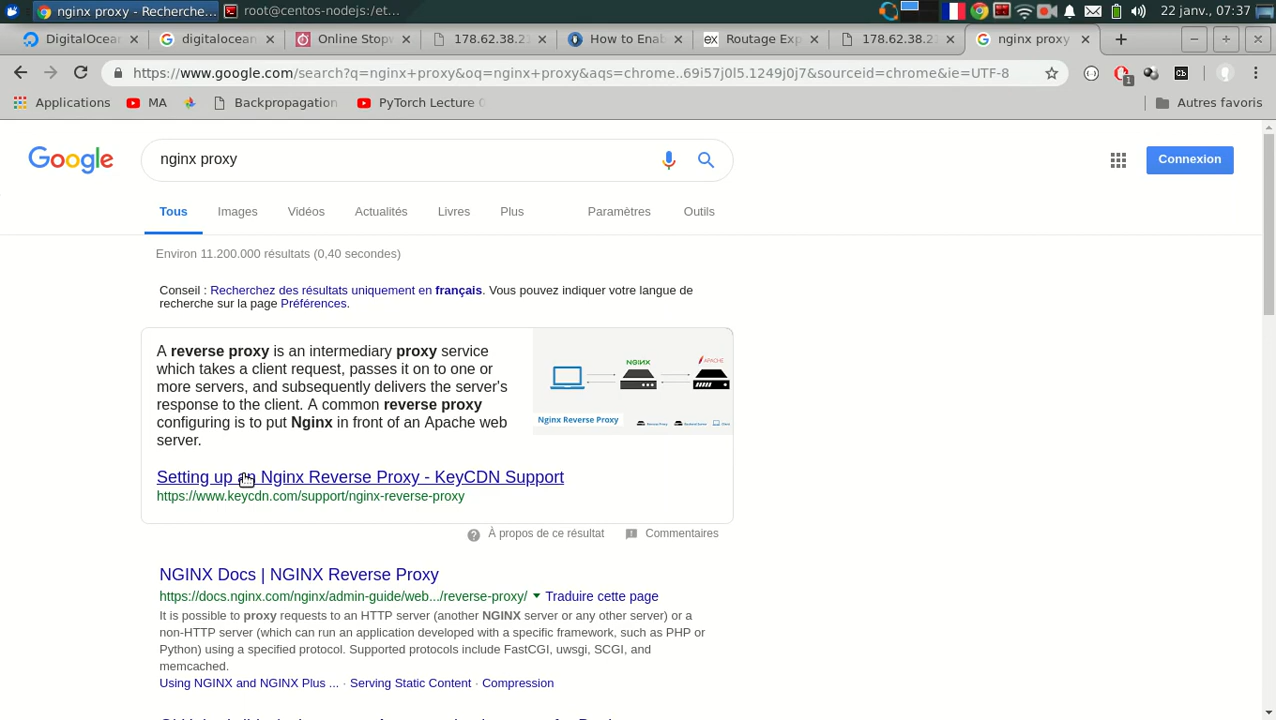 nginx proxy - Recherche...
root@centos-nodejs:/et...
22 janv., 07:37
DigitalOcean
digitalocean
Online Stopw
178.62.38.23
How to Enab
ex Routage Exp
178.62.38.23
nginx proxy
https://www.google.com/search?q=nginx+proxy&oq=nginx+proxy&aqs=chrome..69i57j0l5.1249j0j7&sourceid=chrome&ie=UTF-8
1
Cb
Applications
MA
Backpropagation
PyTorch Lecture 0
Autres favoris
Google
nginx proxy
Connexion
Tous
Images
Vidéos
Actualités
Livres
Plus
Paramètres
Outils
Environ 11.200.000 résultats (0,40 secondes)
Conseil : Recherchez des résultats uniquement en français. Vous pouvez indiquer votre langue de
recherche sur la page Préférences.
A reverse proxy is an intermediary proxy service
which takes a client request, passes it on to one or
more servers, and subsequently delivers the server's
response to the client. A common reverse proxy
configuring is to put Nginx in front of an Apache web
server.
NGINX
APACHE
Nginx Reverse Proxy
Setting up an Nginx Reverse Proxy - KeyCDN Support
https://www.keycdn.com/support/nginx-reverse-proxy
À propos de ce résultat
Commentaires
NGINX Docs | NGINX Reverse Proxy
https://docs.nginx.com/nginx/admin-guide/web.../reverse-proxy/ Traduire cette page
It is possible to proxy requests to an HTTP server (another NGINX server or any other server) or a
non-HTTP server (which can run an application developed with a specific framework, such as PHP or
Python) using a specified protocol. Supported protocols include FastCGI, uwsgi, SCGI, and
memcached.
Using NGINX and NGINX Plus ... · Serving Static Content · Compression